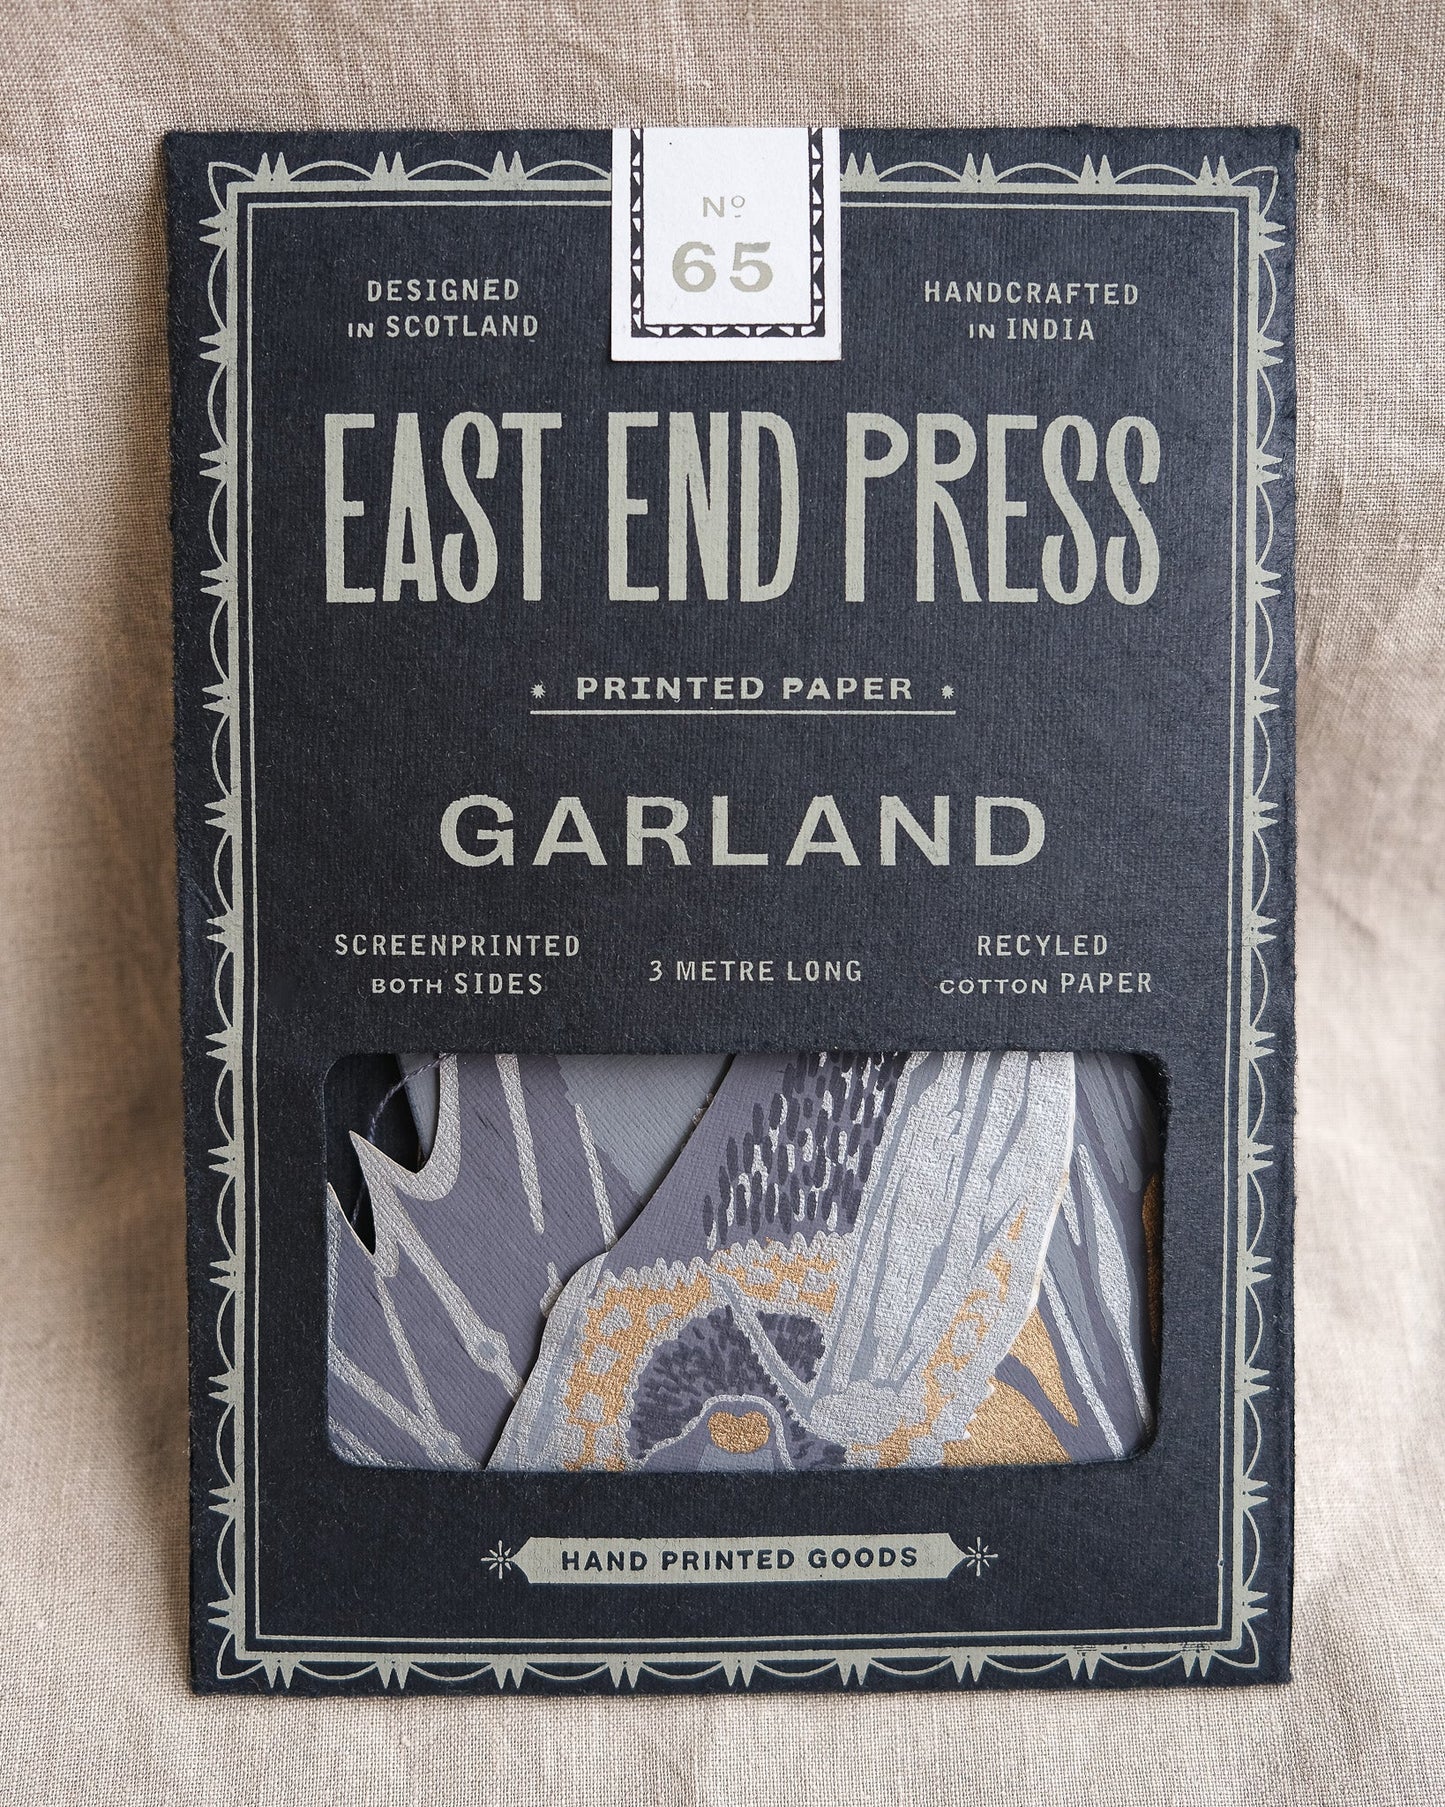 Nº
65
DESIGNED
IN SCOTLAND
HANDCRAFTED
IN INDIA
EAST END PRESS
PRINTED PAPER
GARLAND
SCREENPRINTED
BOTH SIDES
3 METRE LONG
RECYLED
COTTON PAPER
HAND PRINTED GOODS